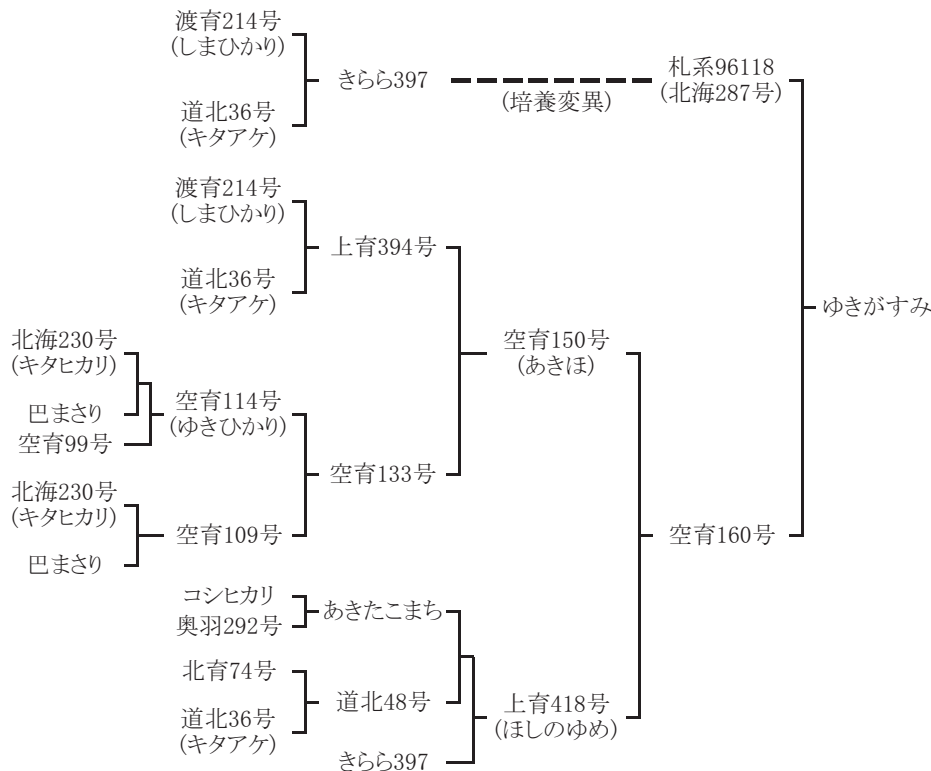 渡育214号
(しまひかり)
きらら397
札系96118
(北海287号)
(培養変異)
道北36号
(キタアケ)
渡育214号
(しまひかり)
上育394号
道北36号
(キタアケ)
ゆきがすみ
北海230号
(キタヒカリ)
空育150号
(あきほ)
巴まさり
空育114号
(ゆきひかり)
空育99号
空育133号
北海230号
(キタヒカリ)
空育109号
空育160号
巴まさり
コシヒカリ
あきたこまち
奥羽292号
北育74号
道北48号
上育418号
(ほしのゆめ)
道北36号
(キタアケ)
きらら397